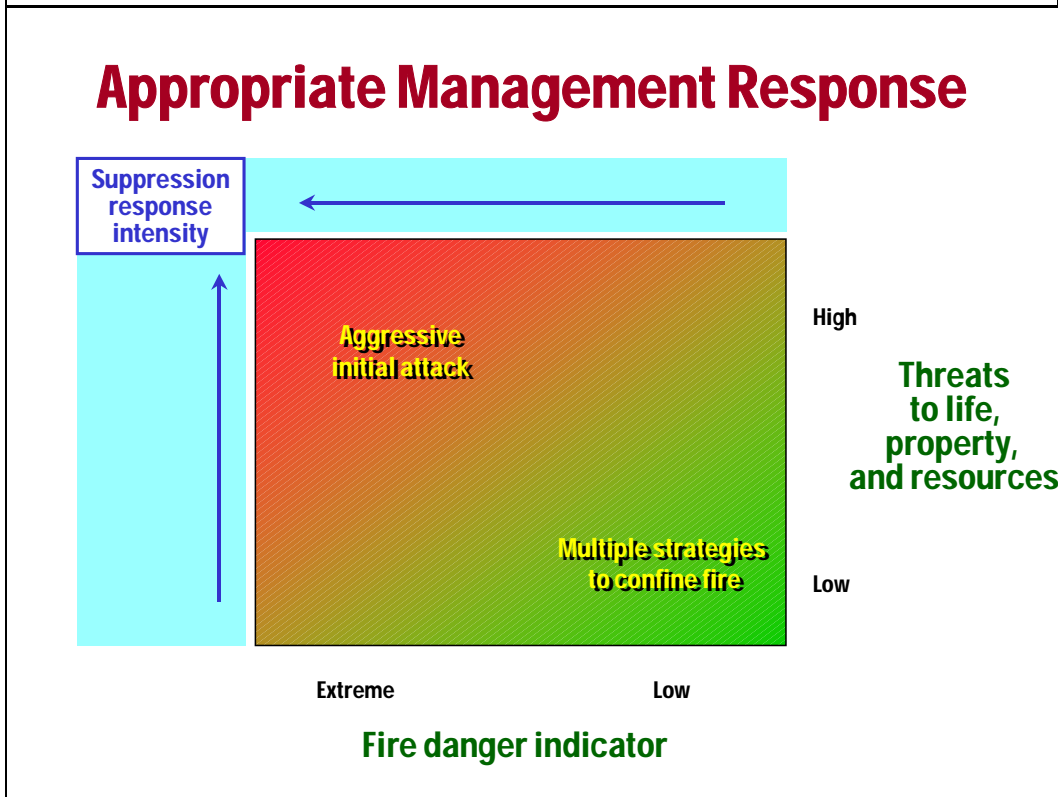 Appropriate Management Response
Suppression
response
intensity
Aggressive
initial attack
Multiple strategies
to confine fire
High
Threats
to life,
property,
and resources
Low
Extreme
Low
Fire danger indicator